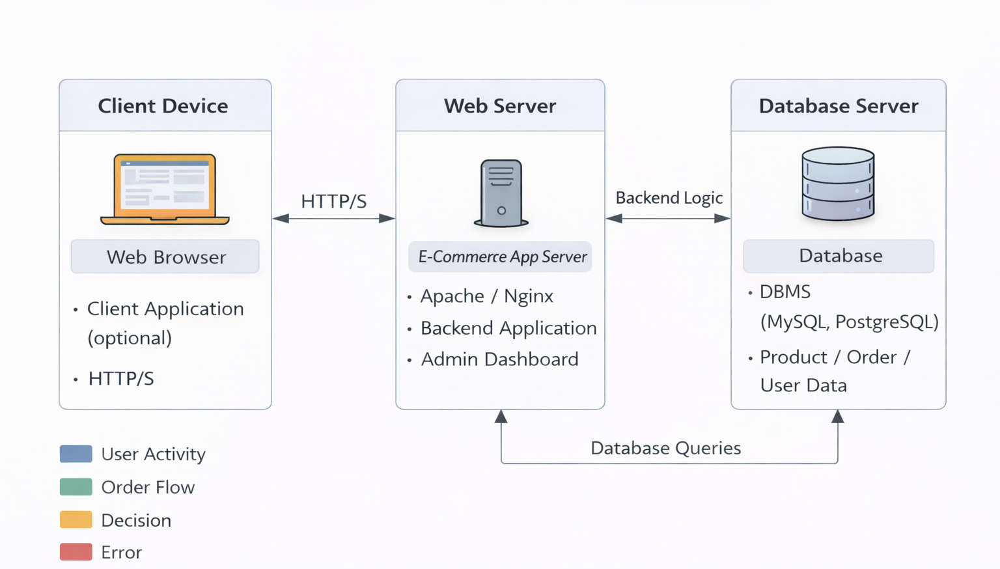 Client Device
Web Browser
• Client Application
(optional)
• HTTP/S
HTTP/S
Web Server
E-Commerce App Server
• Apache / Nginx
• Backend Application
• Admin Dashboard
Backend Logic
Database Server
Database
• DBMS
(MySQL, PostgreSQL)
• Product / Order /
User Data
Database Queries
User Activity
Order Flow
Decision
Error